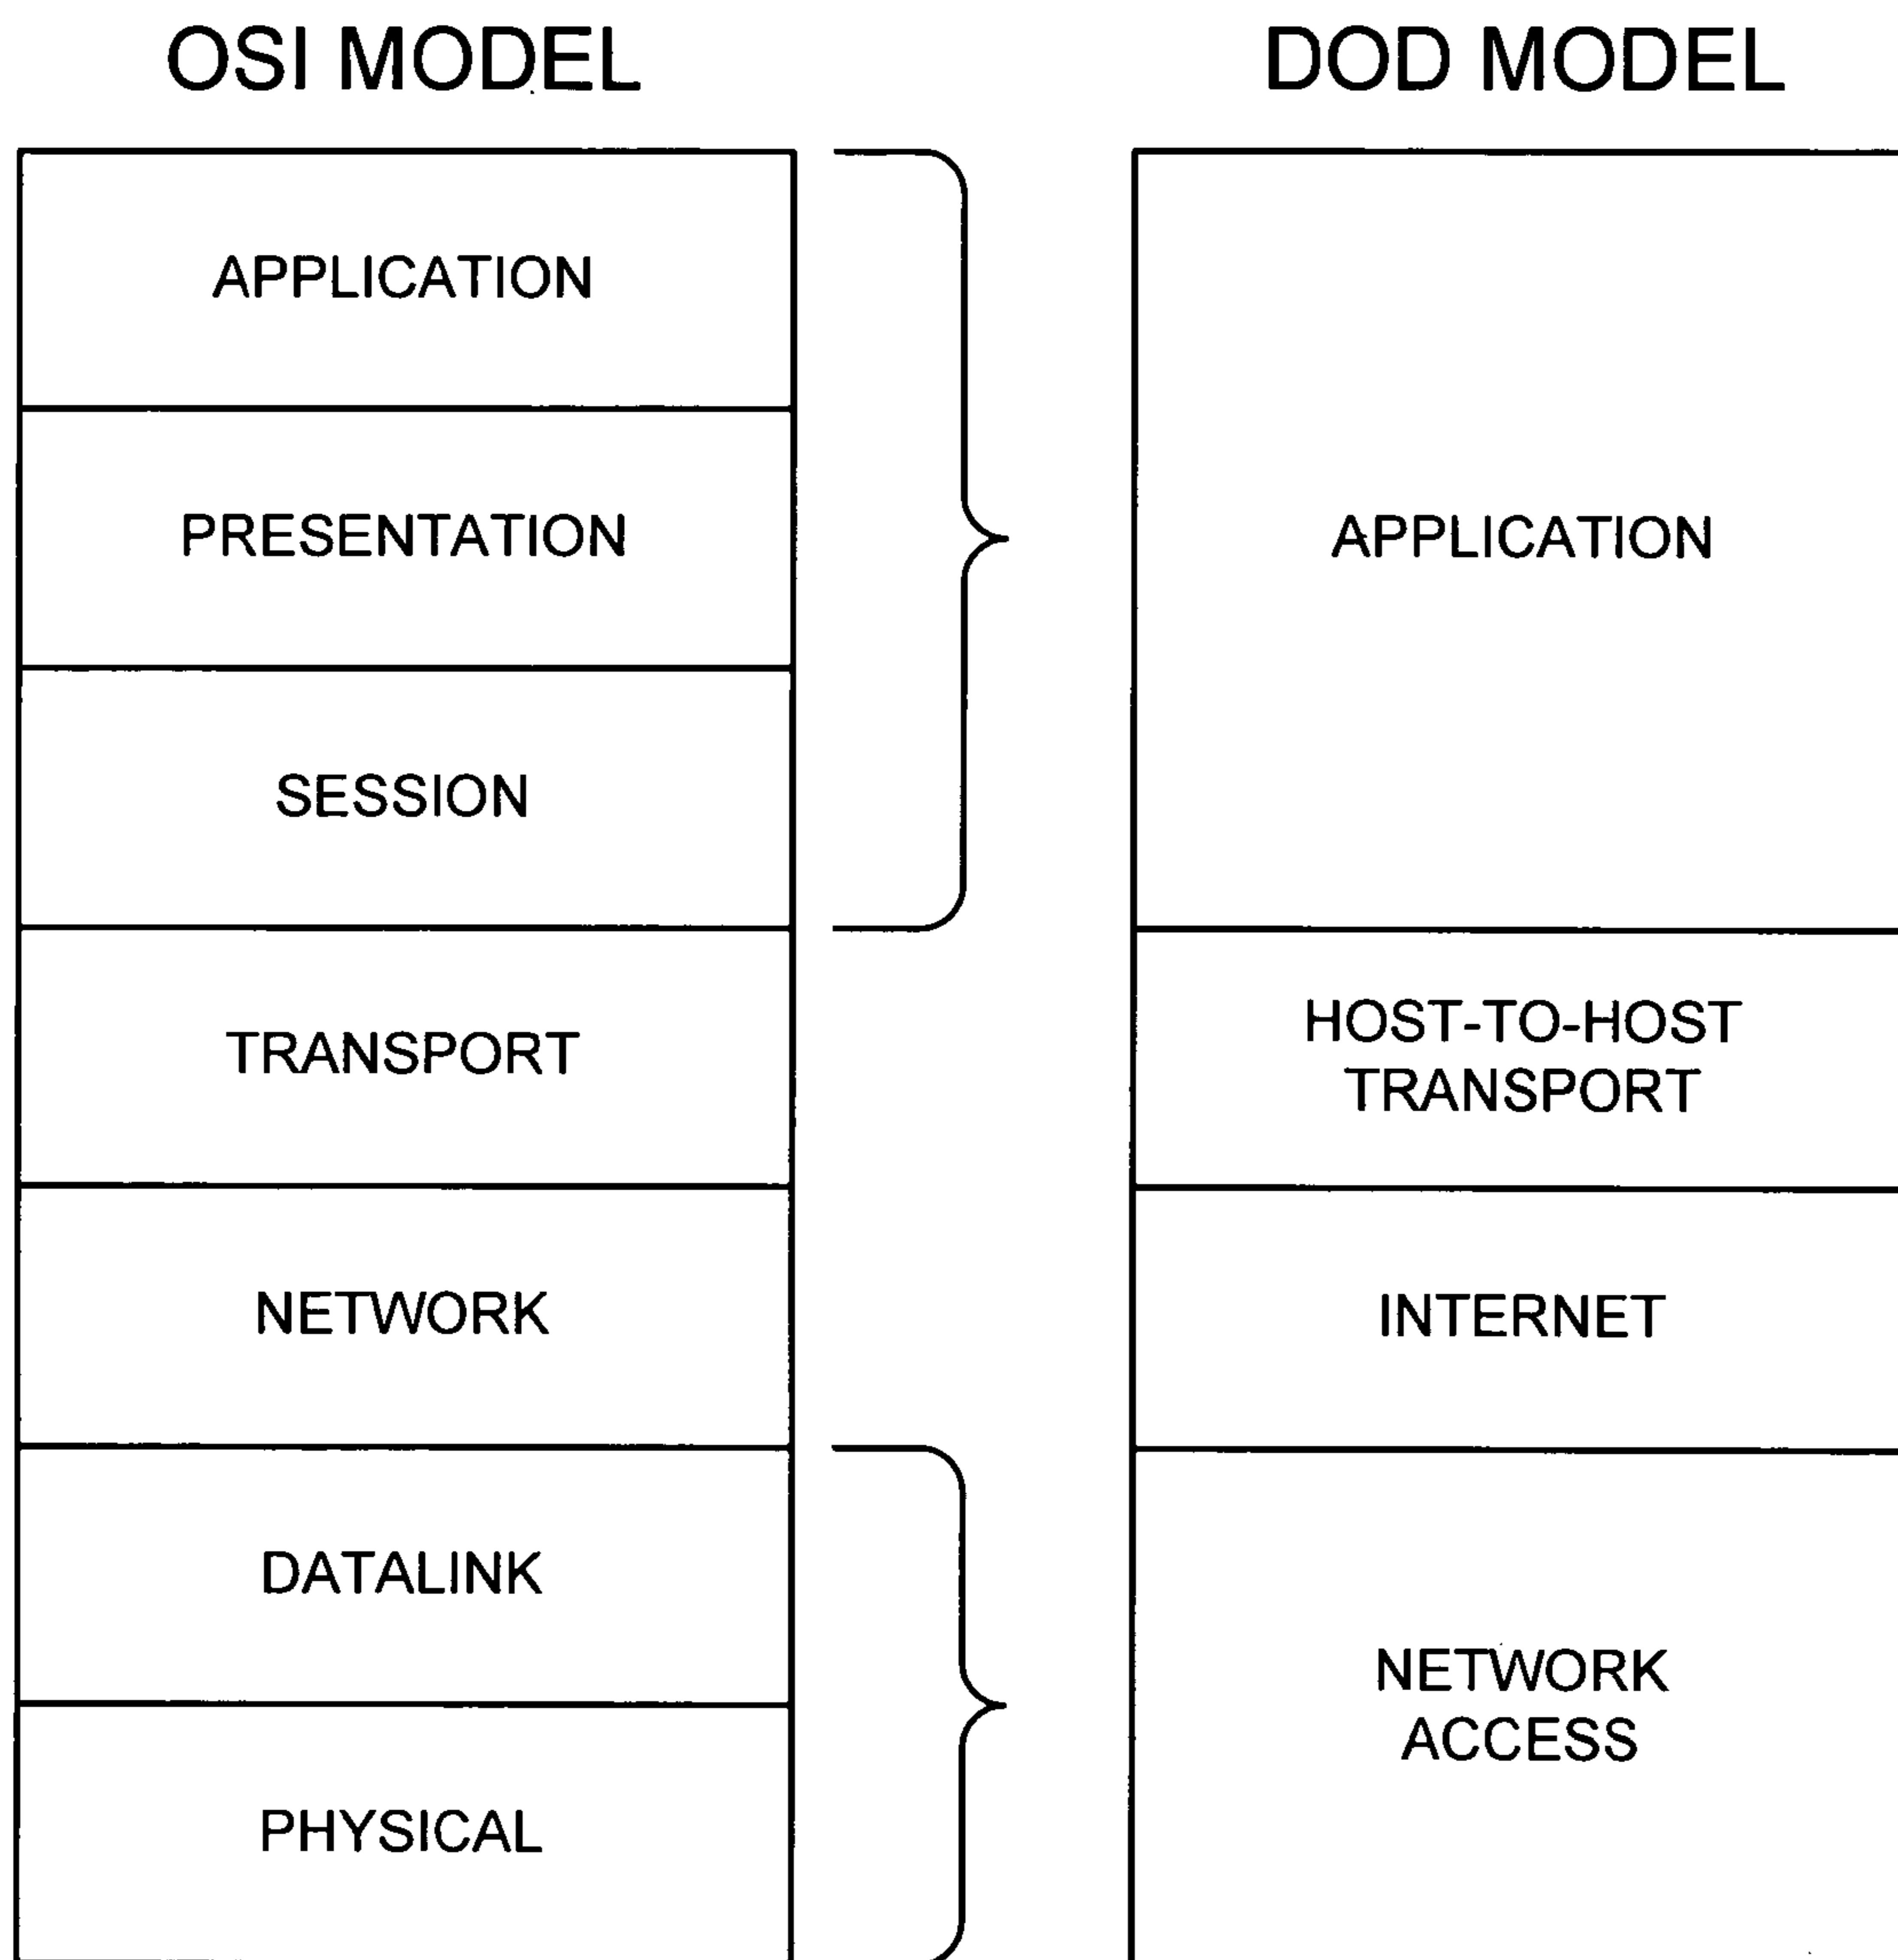 OSI MODEL
APPLICATION
PRESENTATION
SESSION
TRANSPORT
NETWORK
DATALINK
PHYSICAL
DOD MODEL
APPLICATION
HOST-TO-HOST
TRANSPORT
INTERNET
NETWORK
ACCESS